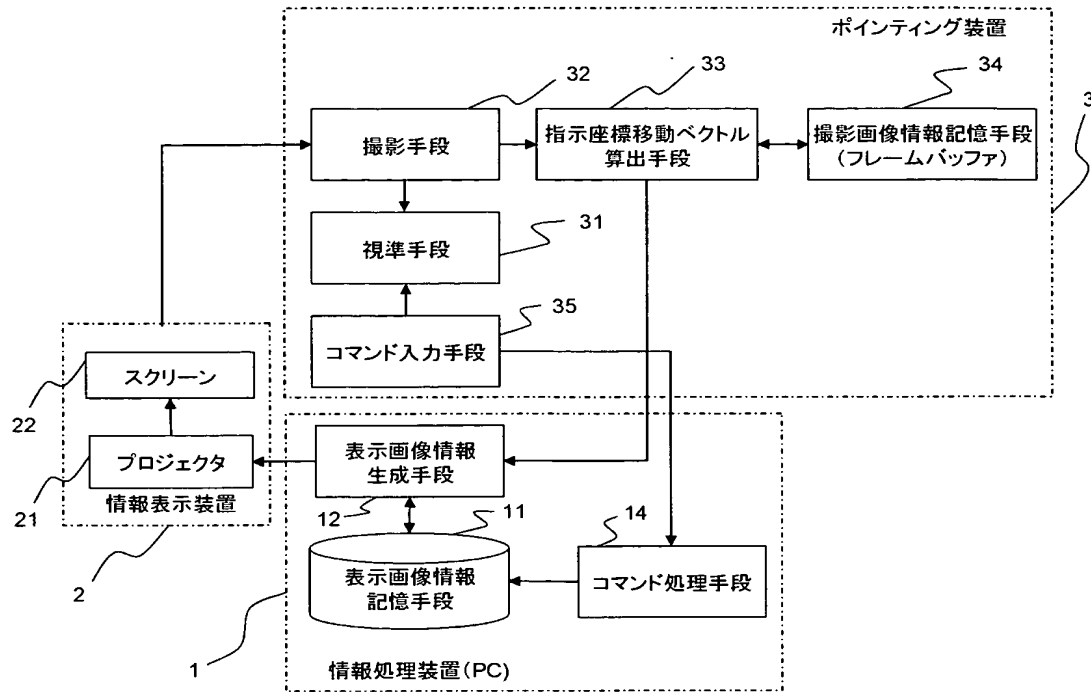 ポインティング装置
32
33
34
3
撮影手段
指示座標移動ベクトル
算出手段
撮影画像情報記憶手段
(フレームバッファ)
31
視準手段
35
コマンド入力手段
スクリーン
22
プロジェクタ
21
情報表示装置
2
表示画像情報
生成手段
12
11
14
表示画像情報
記憶手段
コマンド処理手段
1
情報処理装置(PC)